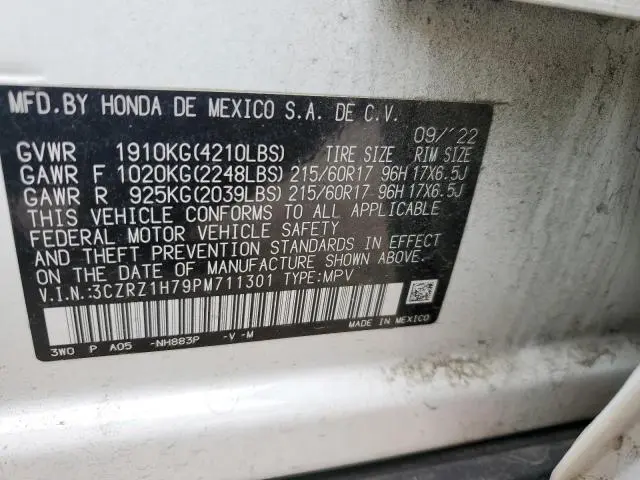 MFD.BY HONDA DE MEXICO S.A. DE C.V.
09/'22
GVWR 1910KG(4210LBS) TIRE SIZE RIM SIZE
GAWR F 1020KG(2248LBS) 215/60R17 96H 17X6.5J
GAWR R 925KG(2039LBS) 215/60R17 96H 17X6.5J
THIS VEHICLE CONFORMS TO ALL APPLICABLE
FEDERAL MOTOR VEHICLE SAFETY
AND THEFT PREVENTION STANDARDS IN EFFECT
ON THE DATE OF MANUFACTURE SHOWN ABOVE.
V.I.N.:3CZRZ1H79PM711301 TYPE:MPV
3W0 P A05 -NH883P -V -M MADE IN MEXICO